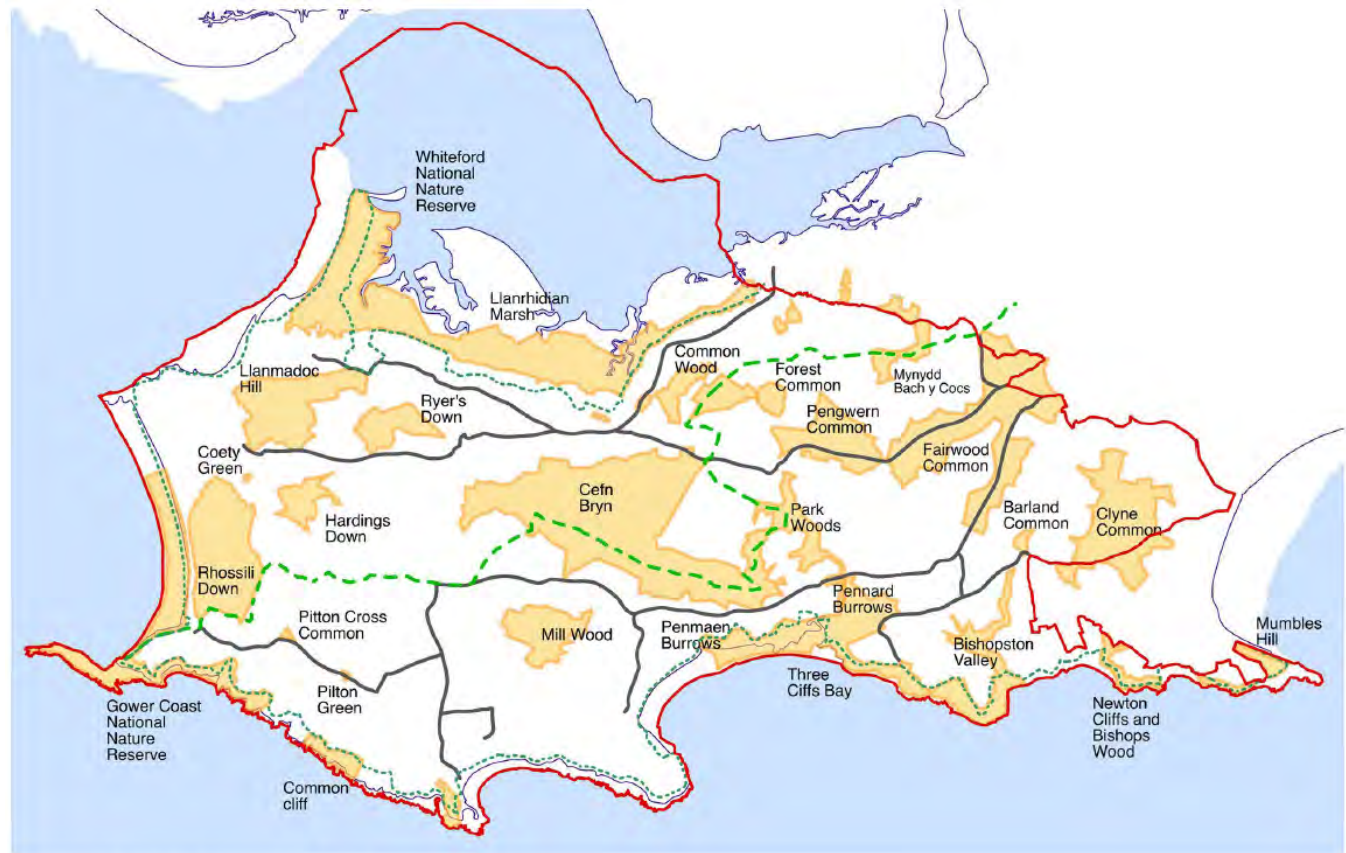 Whiteford
National
Nature
Reserve
Llanrhidian
Marsh
Common
Wood
Forest
Common
Mynydd
Bach y Cocs
Llanmadoc
Hill
Ryer's
Down
Pengwern
Common
Fairwood
Common
Coety
Green
Cefn
Bryn
Hardings
Down
Park
Woods
Barland
Common
Clyne
Common
Rhossili
Down
Pitton Cross
Common
Mill Wood
Penmaen
Burrows
Pennard
Burrows
Bishopston
Valley
Mumbles
Hill
Three
Ciffs Bay
Pilton
Green
Gower Coast
National
Nature
Reserve
Newton
Cliffs and
Bishops
Wood
Common
cliff